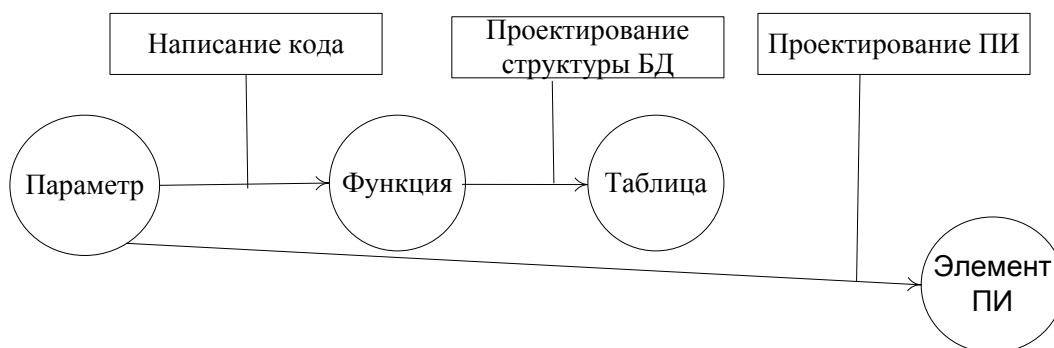 Написание кода
Проектирование
структуры БД
Проектирование ПИ
Параметр
Функция
Таблица
Элемент
ПИ